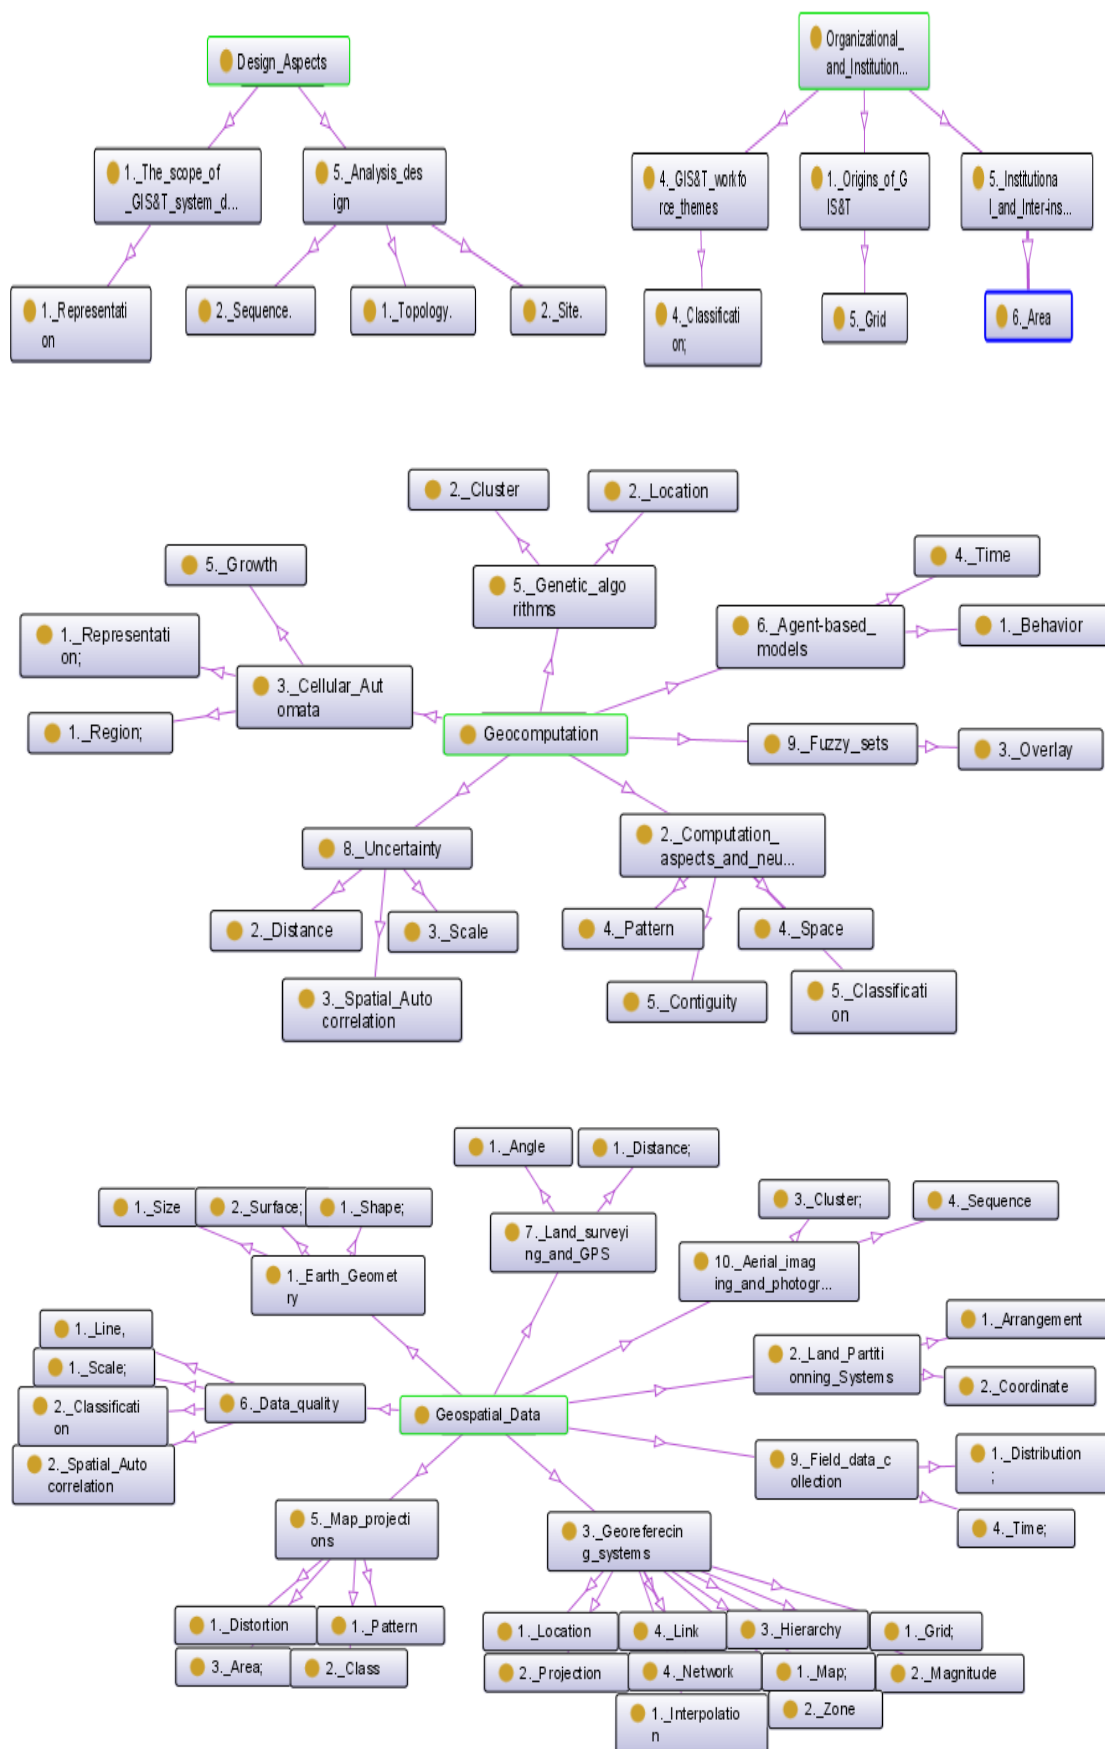 Design_Aspects
Organizational_
_and_Institution...
1._The_scope_of
_GIS&T_system_d...
5._Analysis_des
ign
4._GIS&T_workfo
rce_themes
1._Origins_of_G
IS&T
5._Institutiona
l_and_Inter-ins...
1._Representati
on
2._Sequence.
1._Topology.
2._Site.
4._Classificati
on;
5._Grid
6._Area
2._Cluster
2._Location
5._Growth
4._Time
5._Genetic_algo
rithms
1._Representati
on;
6._Agent-based_
_models
1._Behavior
3._Cellular_Aut
omata
1._Region;
Geocomputation
9._Fuzzy_sets
3._Overlay
8._Uncertainty
2._Computation_
aspects_and_neu...
2._Distance
3._Scale
4._Pattern
4._Space
3._Spatial_Auto
correlation
5._Contiguity
5._Classificati
on
1._Angle
1._Distance;
1._Size
2._Surface;
1._Shape;
3._Cluster;
4._Sequence
7._Land_surveyi
ng_and_GPS
1._Earth_Geomet
ry
10._Aerial_imag
ing_and_photogr...
1._Line,
1._Scale;
1._Arrangement
2._Land_Partiti
onning_Systems
2._Classificati
on
6._Data_quality
Geospatial_Data
2._Coordinate
2._Spatial_Auto
correlation
9._Field_data_c
ollection
1._Distribution
;
4._Time;
5._Map_projecti
ons
3._Georeferecin
g_systems
1._Distortion
1._Pattern
1._Location
4._Link
3._Hierarchy
1._Grid;
3._Area;
2._Class
2._Projection
4._Network
1._Map;
2._Magnitude
1._Interpolatio
n
2._Zone